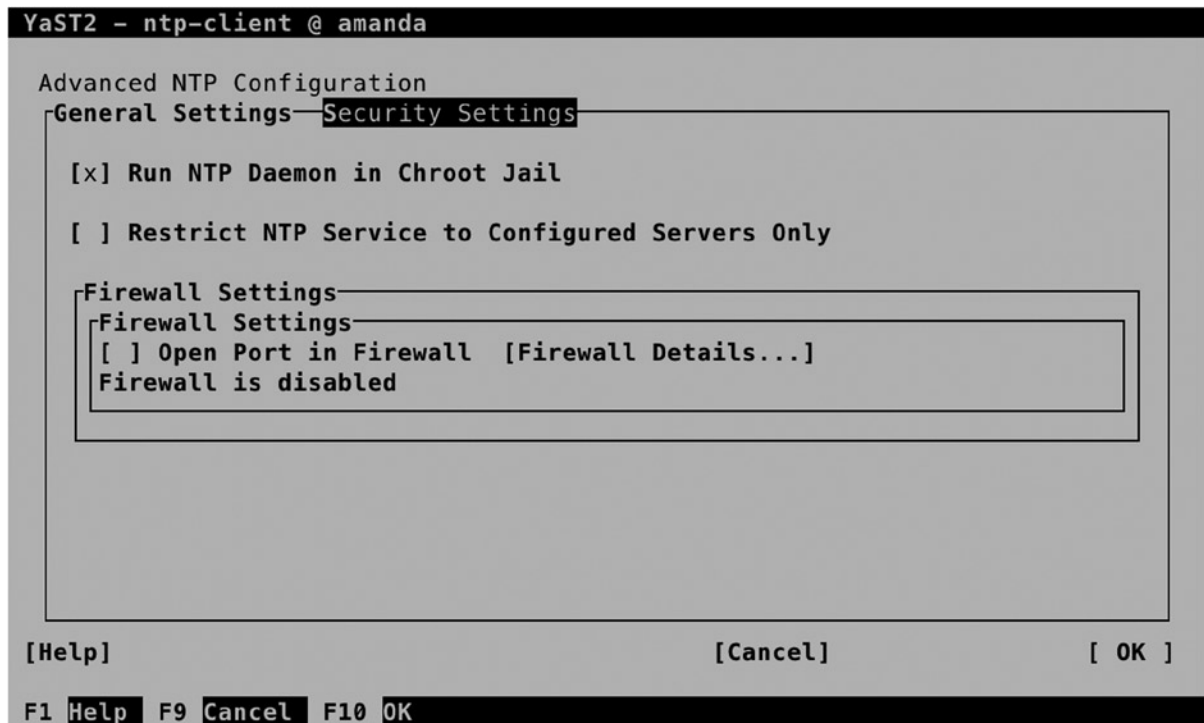 YaST2 - ntp-client @ amanda
Advanced NTP Configuration
General Settings Security Settings
[x] Run NTP Daemon in Chroot Jail
[ ] Restrict NTP Service to Configured Servers Only
Firewall Settings
Firewall Settings
[ ] Open Port in Firewall [Firewall Details...]
Firewall is disabled
[Help] [Cancel] [ OK ]
F1 Help F9 Cancel F10 OK